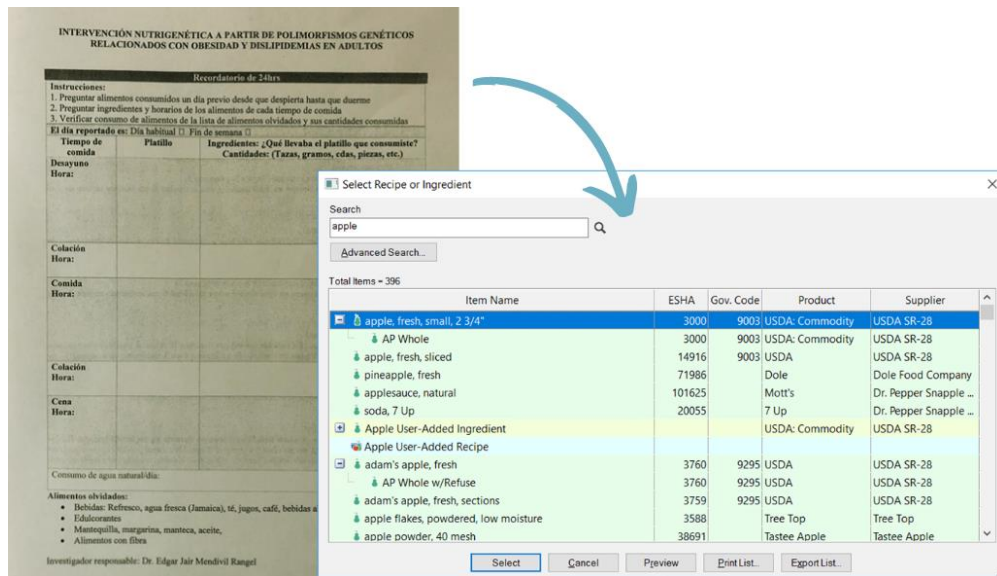 INTERVENCIÓN NUTRIGENÉTICA A PARTIR DE POLIMORFISMOS GENÉTICOS
RELACIONADOS CON OBESIDAD Y DISLIPIDEMIAS EN ADULTOS
Recordatorio de 24hrs
Instrucciones:
1. Preguntar alimentos consumidos un día previo desde que despierta hasta que duerme
2. Preguntar ingredientes y horarios de los alimentos de cada tiempo de comida
3. Verificar consumo de alimentos de la lista de alimentos olvidados y sus cantidades consumidas
El día reportado es: Día habitual □ Fin de semana □
Tiempo de comida Platillo Ingredientes: ¿Qué llevaba el platillo que consumiste?
Cantidades: (Tazas, gramos, cdas, piezas, etc.)
Desayuno
Hora:
Colación
Hora:
Comida
Hora:
Colación
Hora:
Cena
Hora:
Consumo de agua natural/día:
Alimentos olvidados:
• Bebidas: Refresco, agua fresca (Jamaica), té, jugos, café, bebidas a
• Edulcorantes
• Mantequilla, margarina, manteca, aceite,
• Alimentos con fibra
Investigador responsable: Dr. Edgar Jair Mendivil Rangel
Select Recipe or Ingredient
Search
apple
Advanced Search...
Total Items = 396
Item Name ESHA Gov. Code Product Supplier
apple, fresh, small, 2 3/4" 3000 9003 USDA: Commodity USDA SR-28
AP Whole 3000 9003 USDA: Commodity USDA SR-28
apple, fresh, sliced 14916 9003 USDA USDA SR-28
pineapple, fresh 71986 Dole Dole Food Company
applesauce, natural 101625 Mott's Dr. Pepper Snapple ...
soda, 7 Up 20055 7 Up Dr. Pepper Snapple ...
Apple User-Added Ingredient USDA: Commodity USDA SR-28
Apple User-Added Recipe
adam's apple, fresh 3760 9295 USDA USDA SR-28
AP Whole w/Refuse 3760 9295 USDA USDA SR-28
adam's apple, fresh, sections 3759 9295 USDA USDA SR-28
apple flakes, powdered, low moisture 3588 Tree Top Tree Top
apple powder, 40 mesh 38691 Tastee Apple Tastee Apple
Select Cancel Preview Print List... Export List...